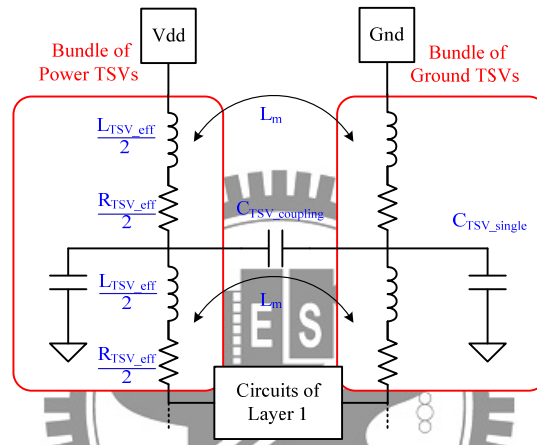 Vdd
Gnd
Bundle of
Power TSVs
Bundle of
Ground TSVs
L_TSV_eff
2
L_m
R_TSV_eff
2
C_TSV_coupling
C_TSV_single
L_TSV_eff
2
L_m
R_TSV_eff
2
E S
Circuits of
Layer 1